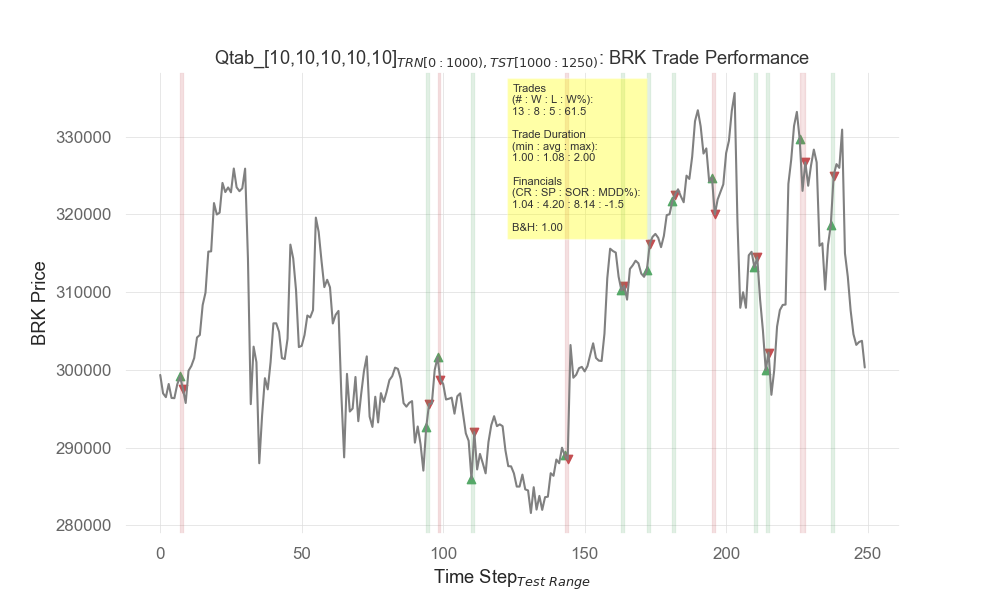 Qtab_[10,10,10,10,10]TRN[0 : 1000), TST[1000 : 1250): BRK Trade Performance
Trades
(# : W : L : W%):
13 : 8 : 5 : 61.5
Trade Duration
(min : avg : max):
1.00 : 1.08 : 2.00
Financials
(CR : SP : SOR : MDD%):
1.04 : 4.20 : 8.14 : -1.5
B&H: 1.00
BRK Price
330000
320000
310000
300000
290000
280000
0
50
100
150
200
250
Time StepTest Range